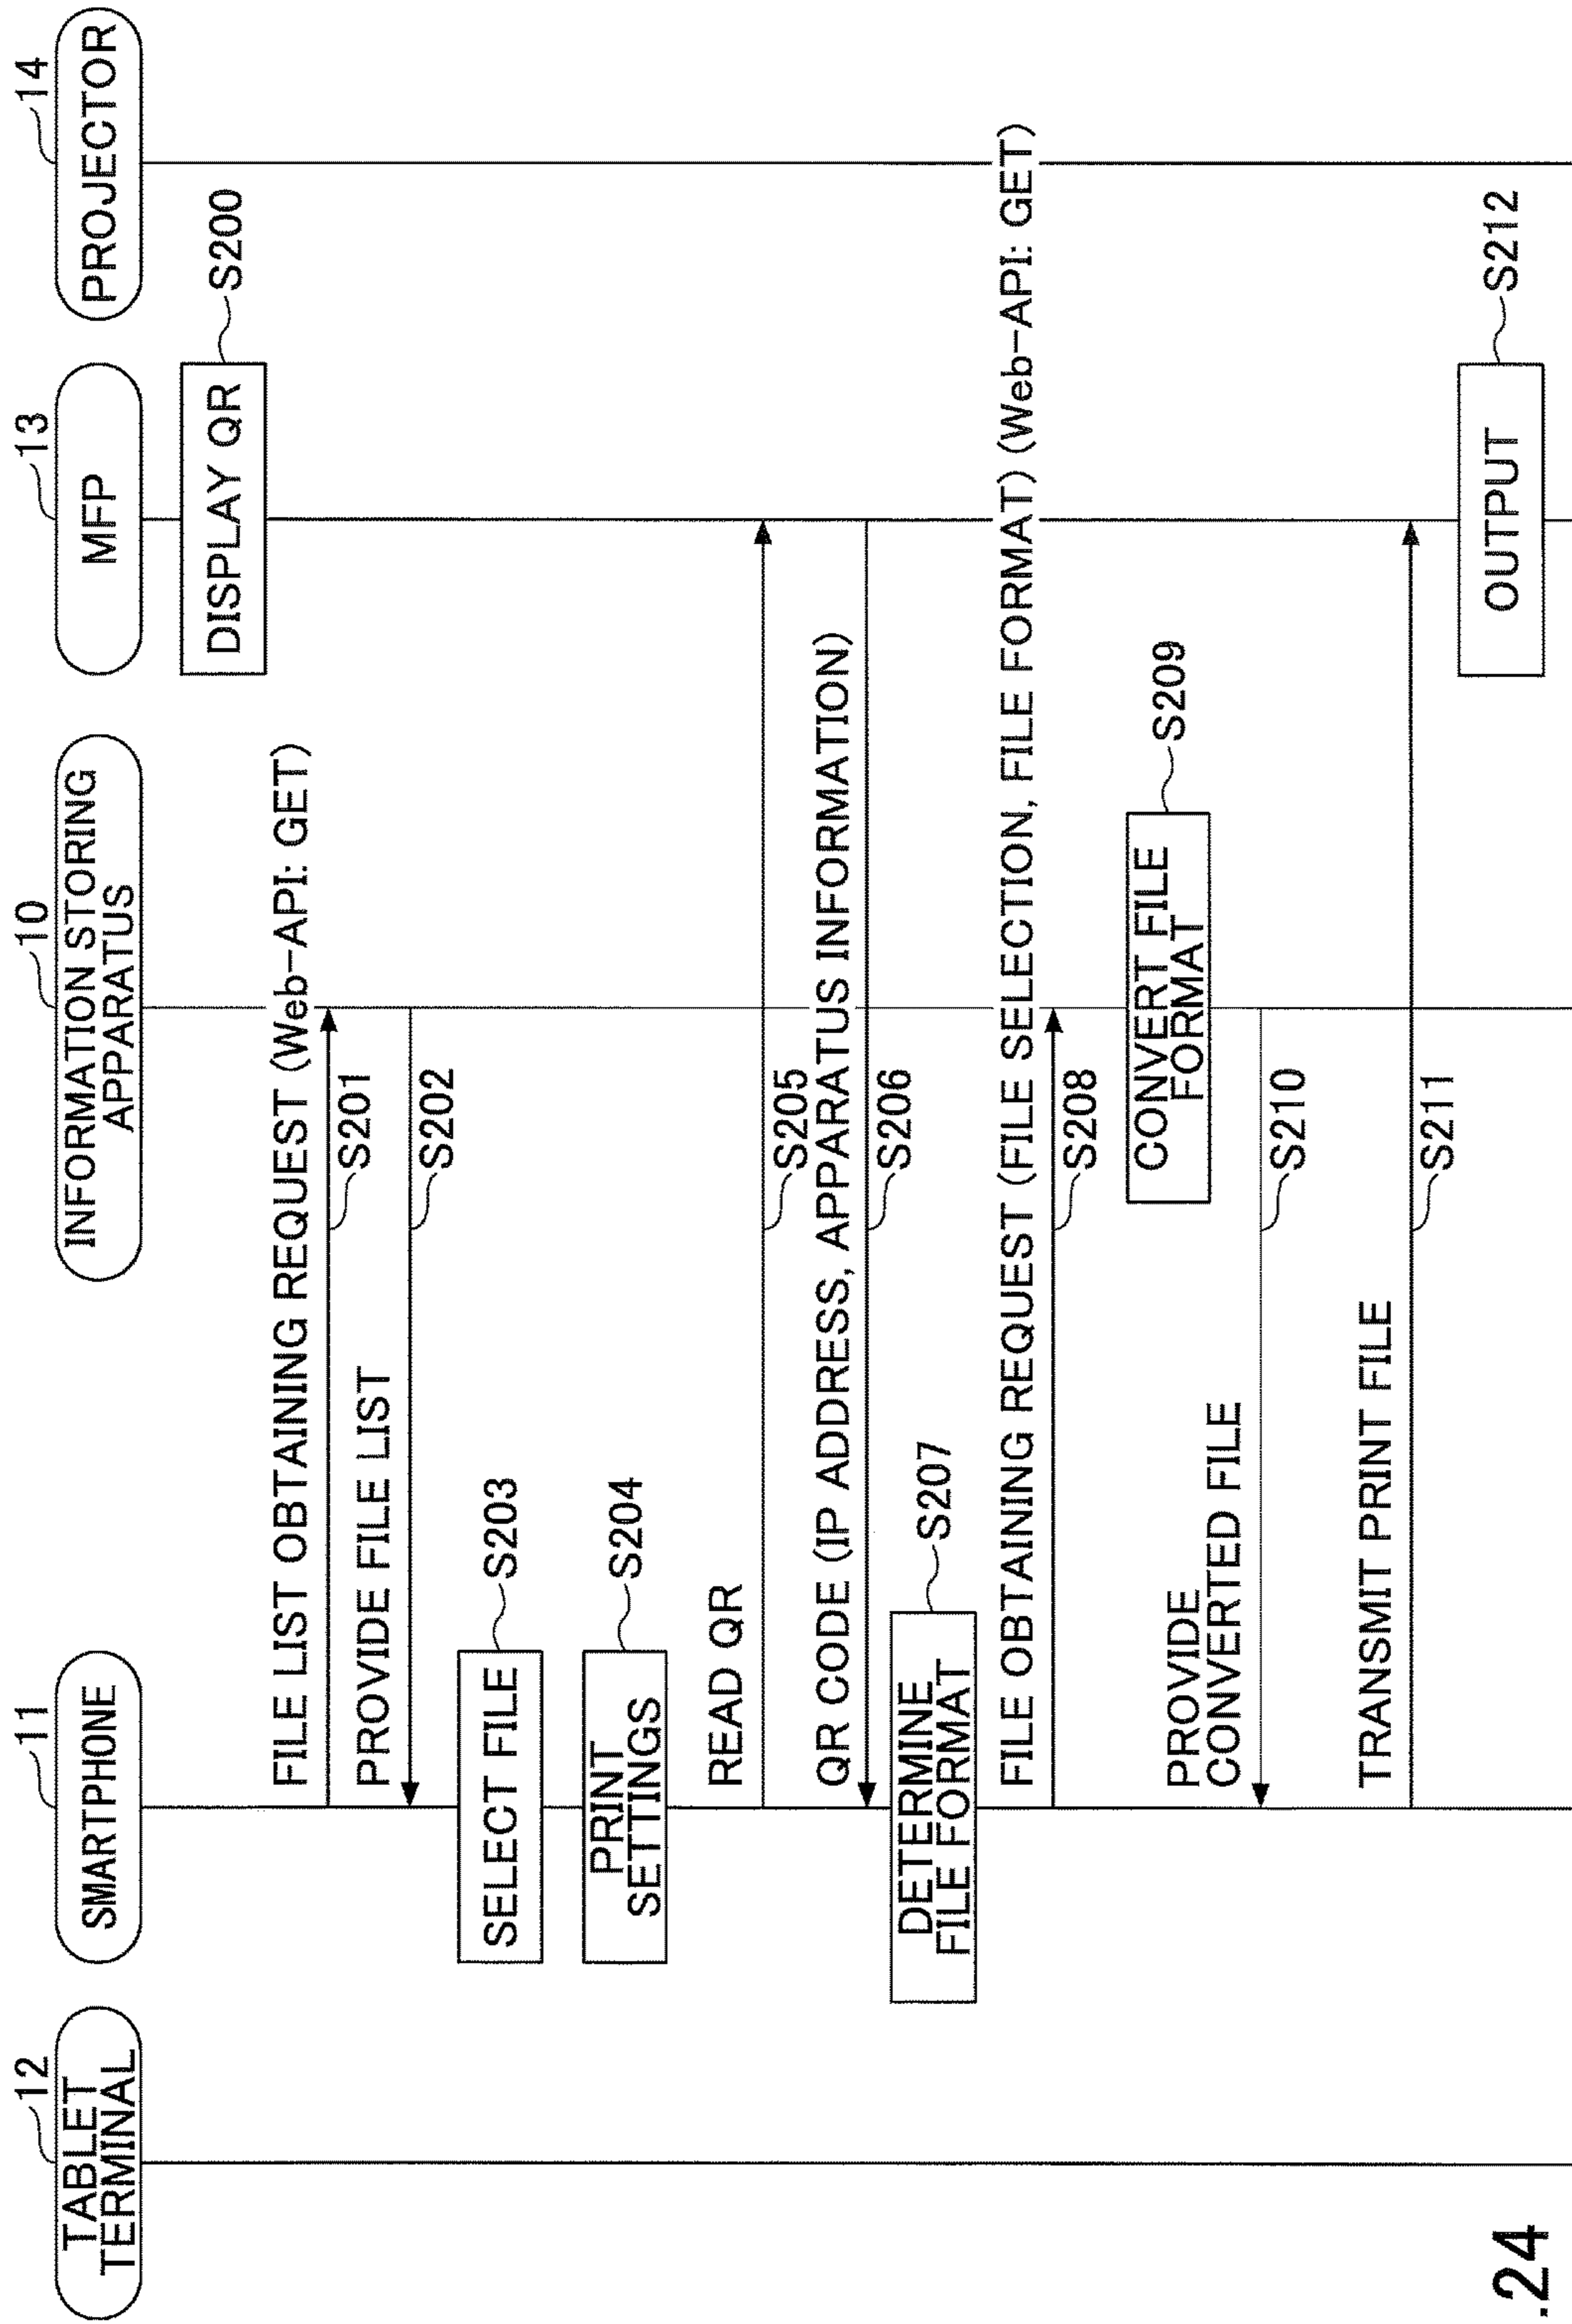 12
TABLET
TERMINAL
11
SMARTPHONE
10
INFORMATION STORING
APPARATUS
13
MFP
14
PROJECTOR
DISPLAY QR
S200
FILE LIST OBTAINING REQUEST (Web-API: GET)
S201
PROVIDE FILE LIST
S202
SELECT FILE
S203
PRINT
SETTINGS
S204
READ QR
S205
QR CODE (IP ADDRESS, APPARATUS INFORMATION)
S206
DETERMINE
FILE FORMAT
S207
FILE OBTAINING REQUEST (FILE SELECTION, FILE FORMAT) (Web-API: GET)
S208
CONVERT FILE
FORMAT
S209
PROVIDE
CONVERTED FILE
S210
TRANSMIT PRINT FILE
S211
OUTPUT
S212
.24